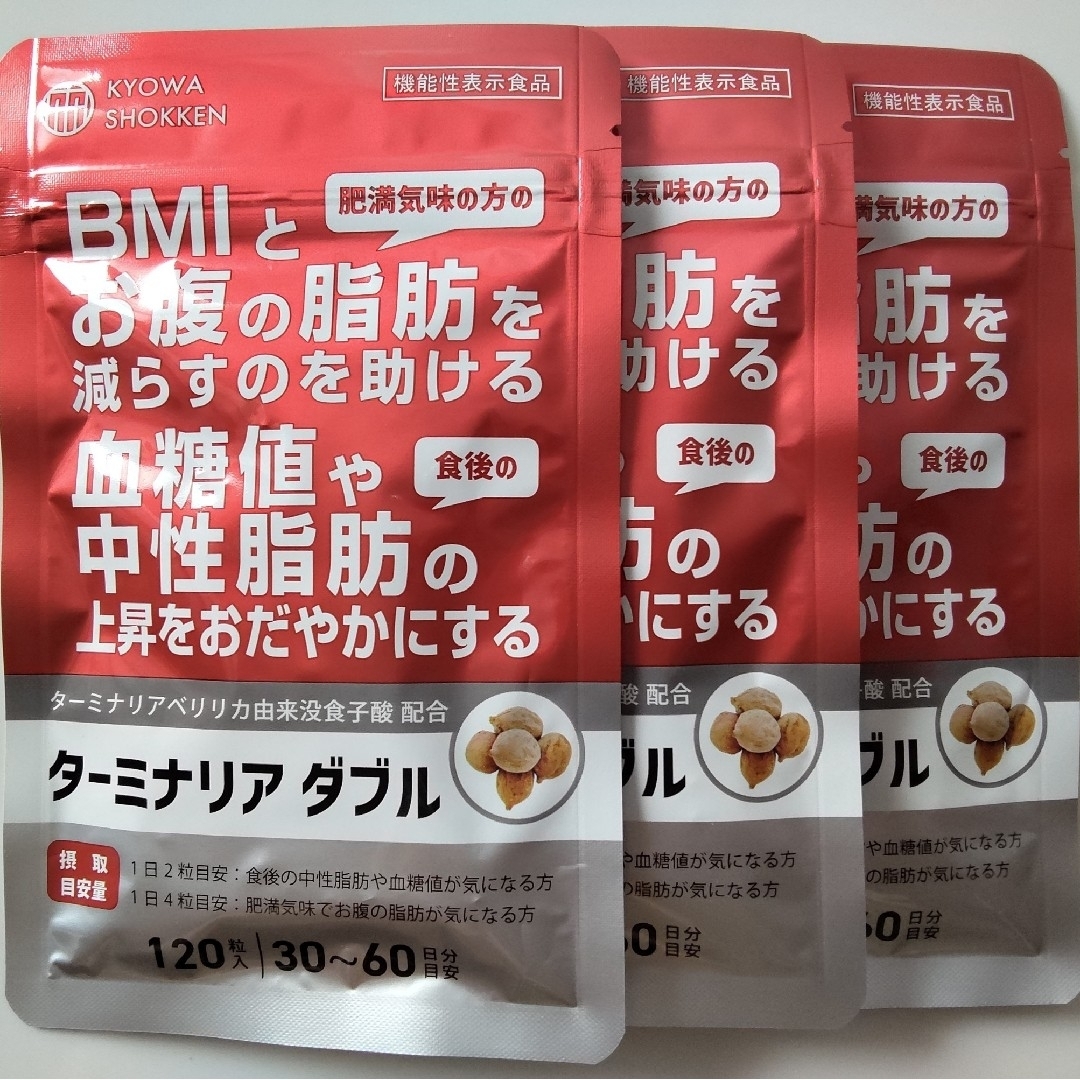 KYOWA
SHOKKEN
機能性表示食品
肥満気味の方の
BMIと
お腹の脂肪を
減らすのを助ける
食後の
血糖値や
中性脂肪の
上昇をおだやかにする
ターミナリアベリリカ由来没食子酸 配合
ターミナリア ダブル
摂取
目安量
1日2粒目安：食後の中性脂肪や血糖値が気になる方
1日4粒目安：肥満気味でお腹の脂肪が気になる方
120粒入 30～60日分目安
機能性表示食品
満気味の方の
肪を
助ける
食後の
の
にする
酸 配合
ブル
や血糖値が気になる方
の脂肪が気になる方
60日分目安
機能性表示食品
満気味の方の
肪を
助ける
食後の
の
かにする
酸 配合
ブル
や血糖値が気になる方
の脂肪が気になる方
60日分目安